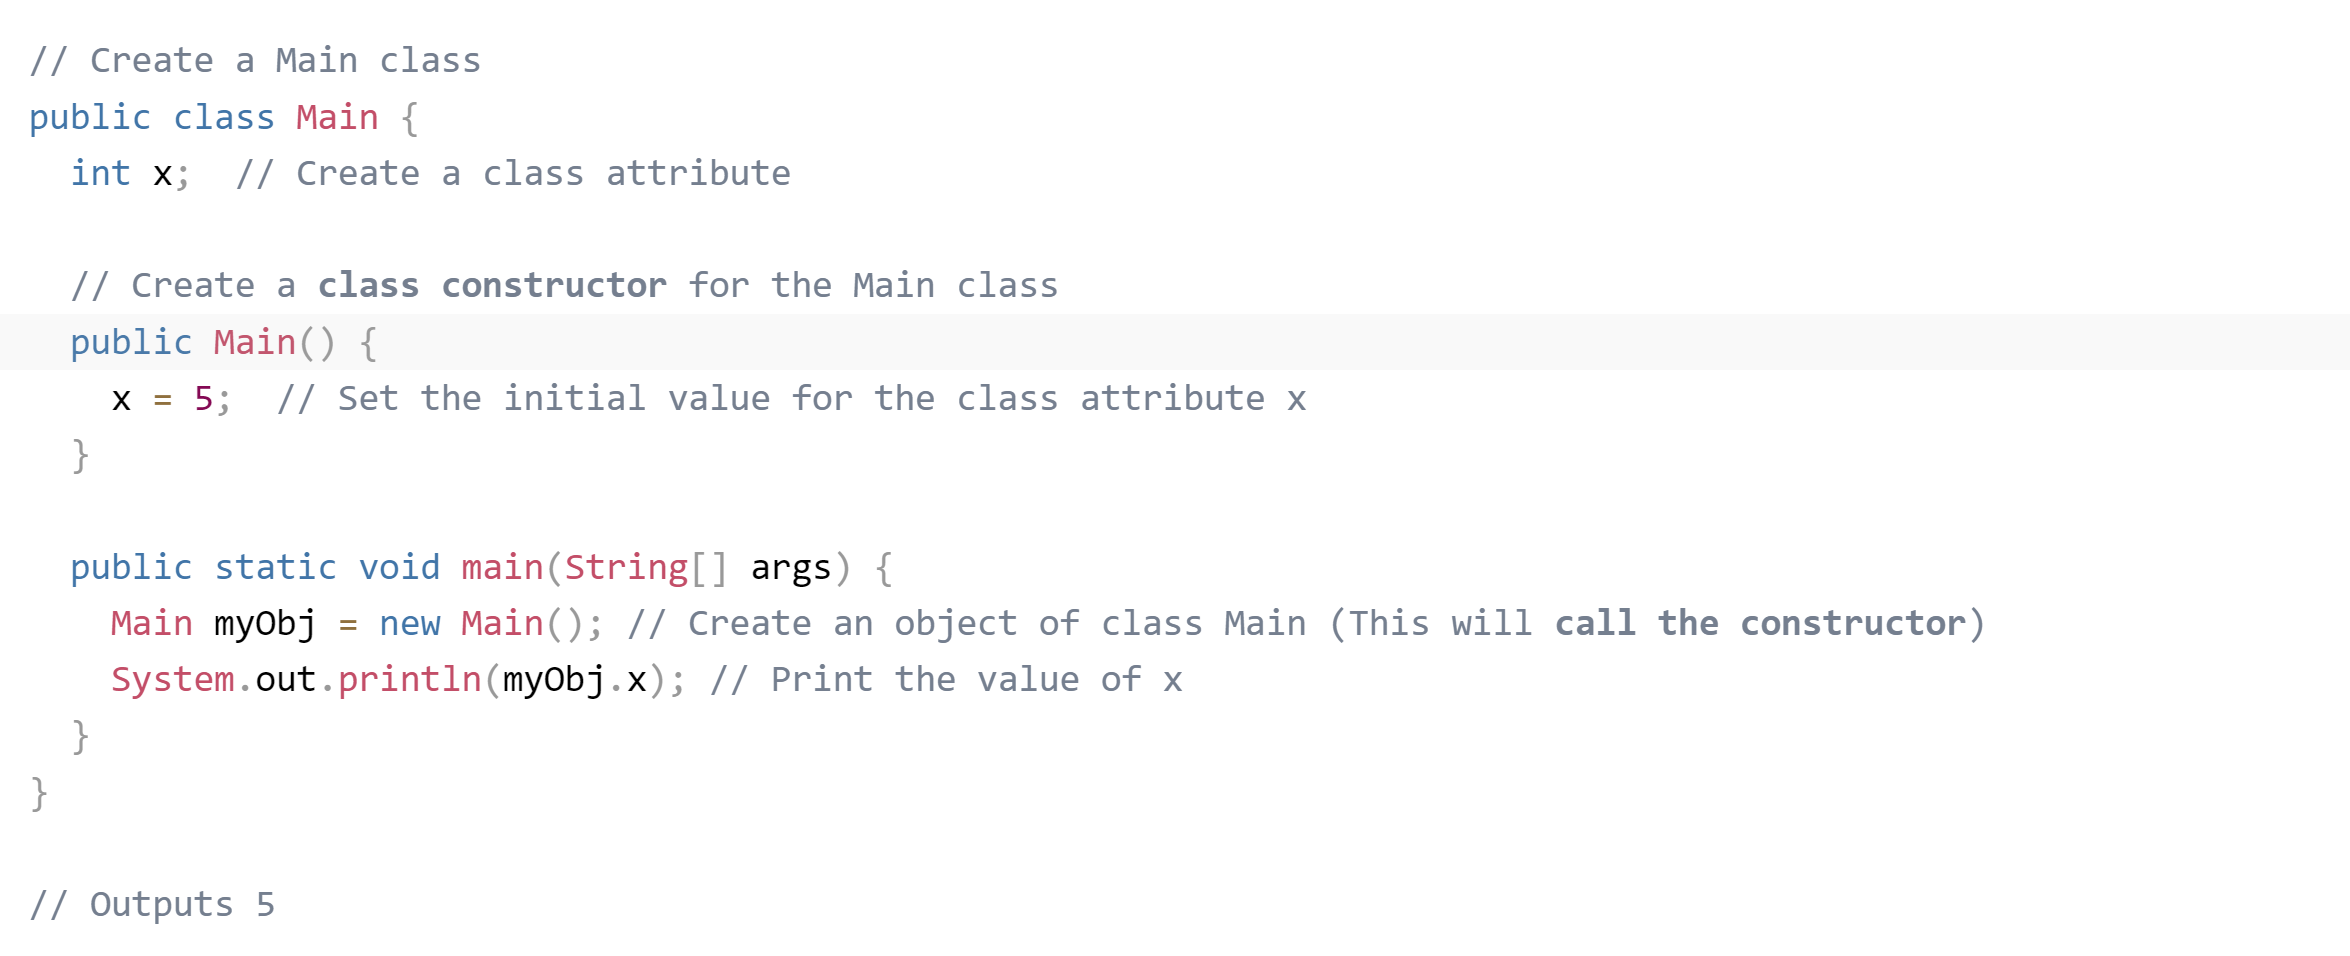 // Create a Main class
public class Main {
  int x;  // Create a class attribute

  // Create a class constructor for the Main class
  public Main() {
    x = 5;  // Set the initial value for the class attribute x
  }

  public static void main(String[] args) {
    Main myObj = new Main(); // Create an object of class Main (This will call the constructor)
    System.out.println(myObj.x); // Print the value of x
  }
}

// Outputs 5